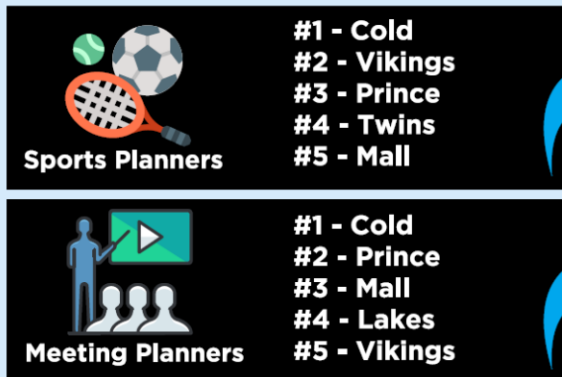 #1 - Cold
#2 - Vikings
#3 - Prince
#4 - Twins
#5 - Mall
Sports Planners
#1 - Cold
#2 - Prince
#3 - Mall
#4 - Lakes
#5 - Vikings
Meeting Planners